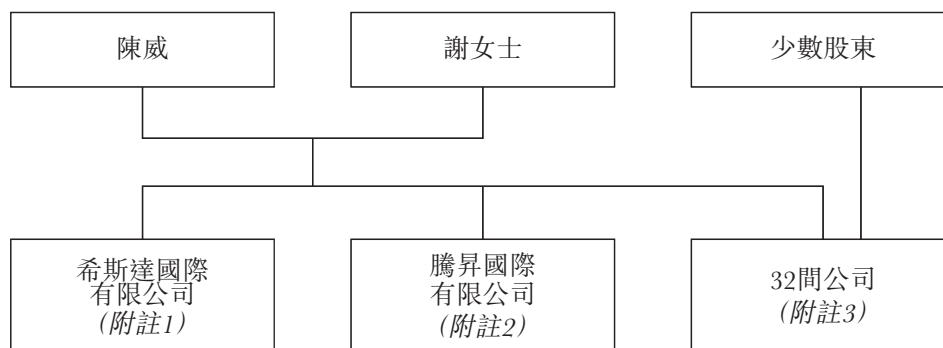 陳威
謝女士
少數股東
希斯達國際
有限公司
(附註1)
騰昇國際
有限公司
(附註2)
32間公司
(附註3)